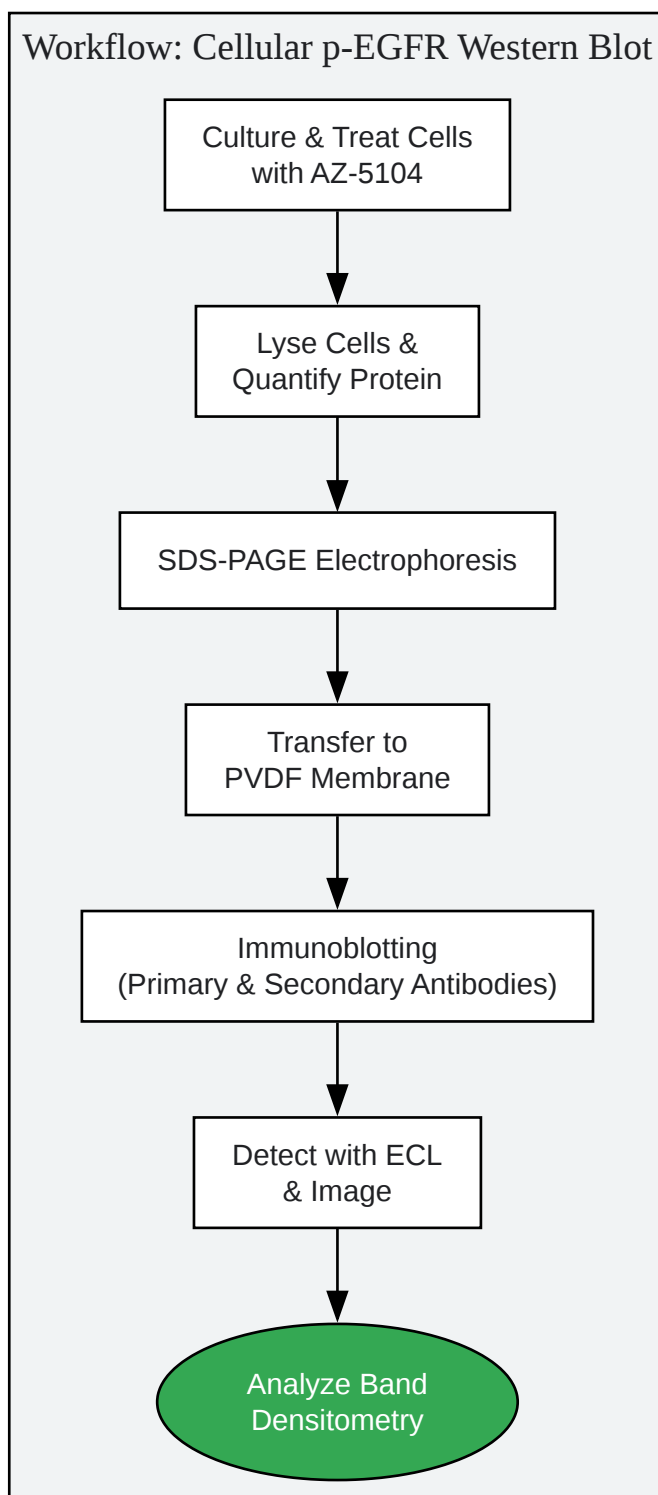 Workflow: Cellular p-EGFR Western Blot
Culture & Treat Cells
with AZ-5104
Lyse Cells &
Quantify Protein
SDS-PAGE Electrophoresis
Transfer to
PVDF Membrane
Immunoblotting
(Primary & Secondary Antibodies)
Detect with ECL
& Image
Analyze Band
Densitometry